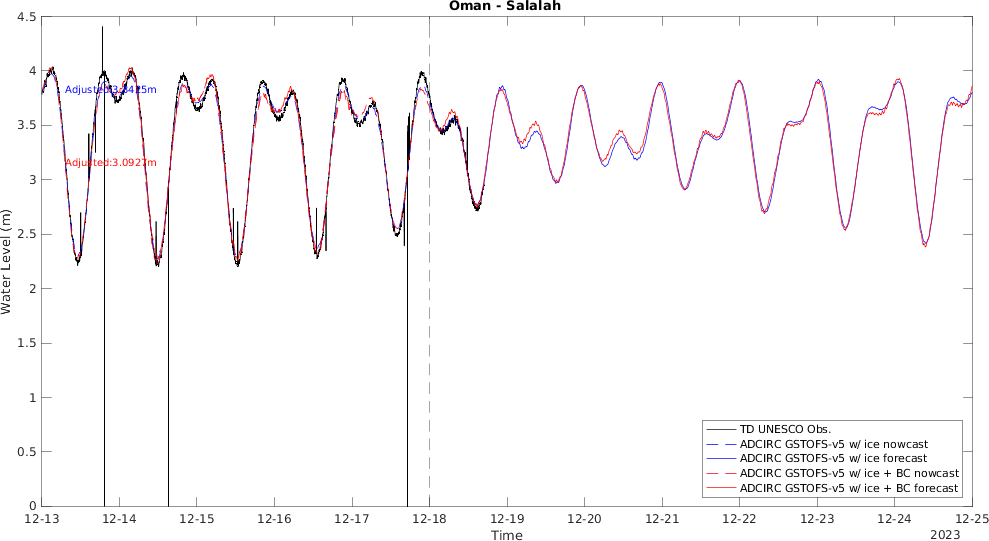 Oman - Salalah
4.5
4
3.5
3
2.5
2
1.5
1
0.5
0
Water Level (m)
Adjusted:3.0927m
12-13
12-14
12-15
12-16
12-17
12-18
12-19
12-20
12-21
12-22
12-23
12-24
12-25
Time
2023
TD UNESCO Obs.
ADCIRC GSTOFS-v5 w/ ice nowcast
ADCIRC GSTOFS-v5 w/ ice forecast
ADCIRC GSTOFS-v5 w/ ice + BC nowcast
ADCIRC GSTOFS-v5 w/ ice + BC forecast